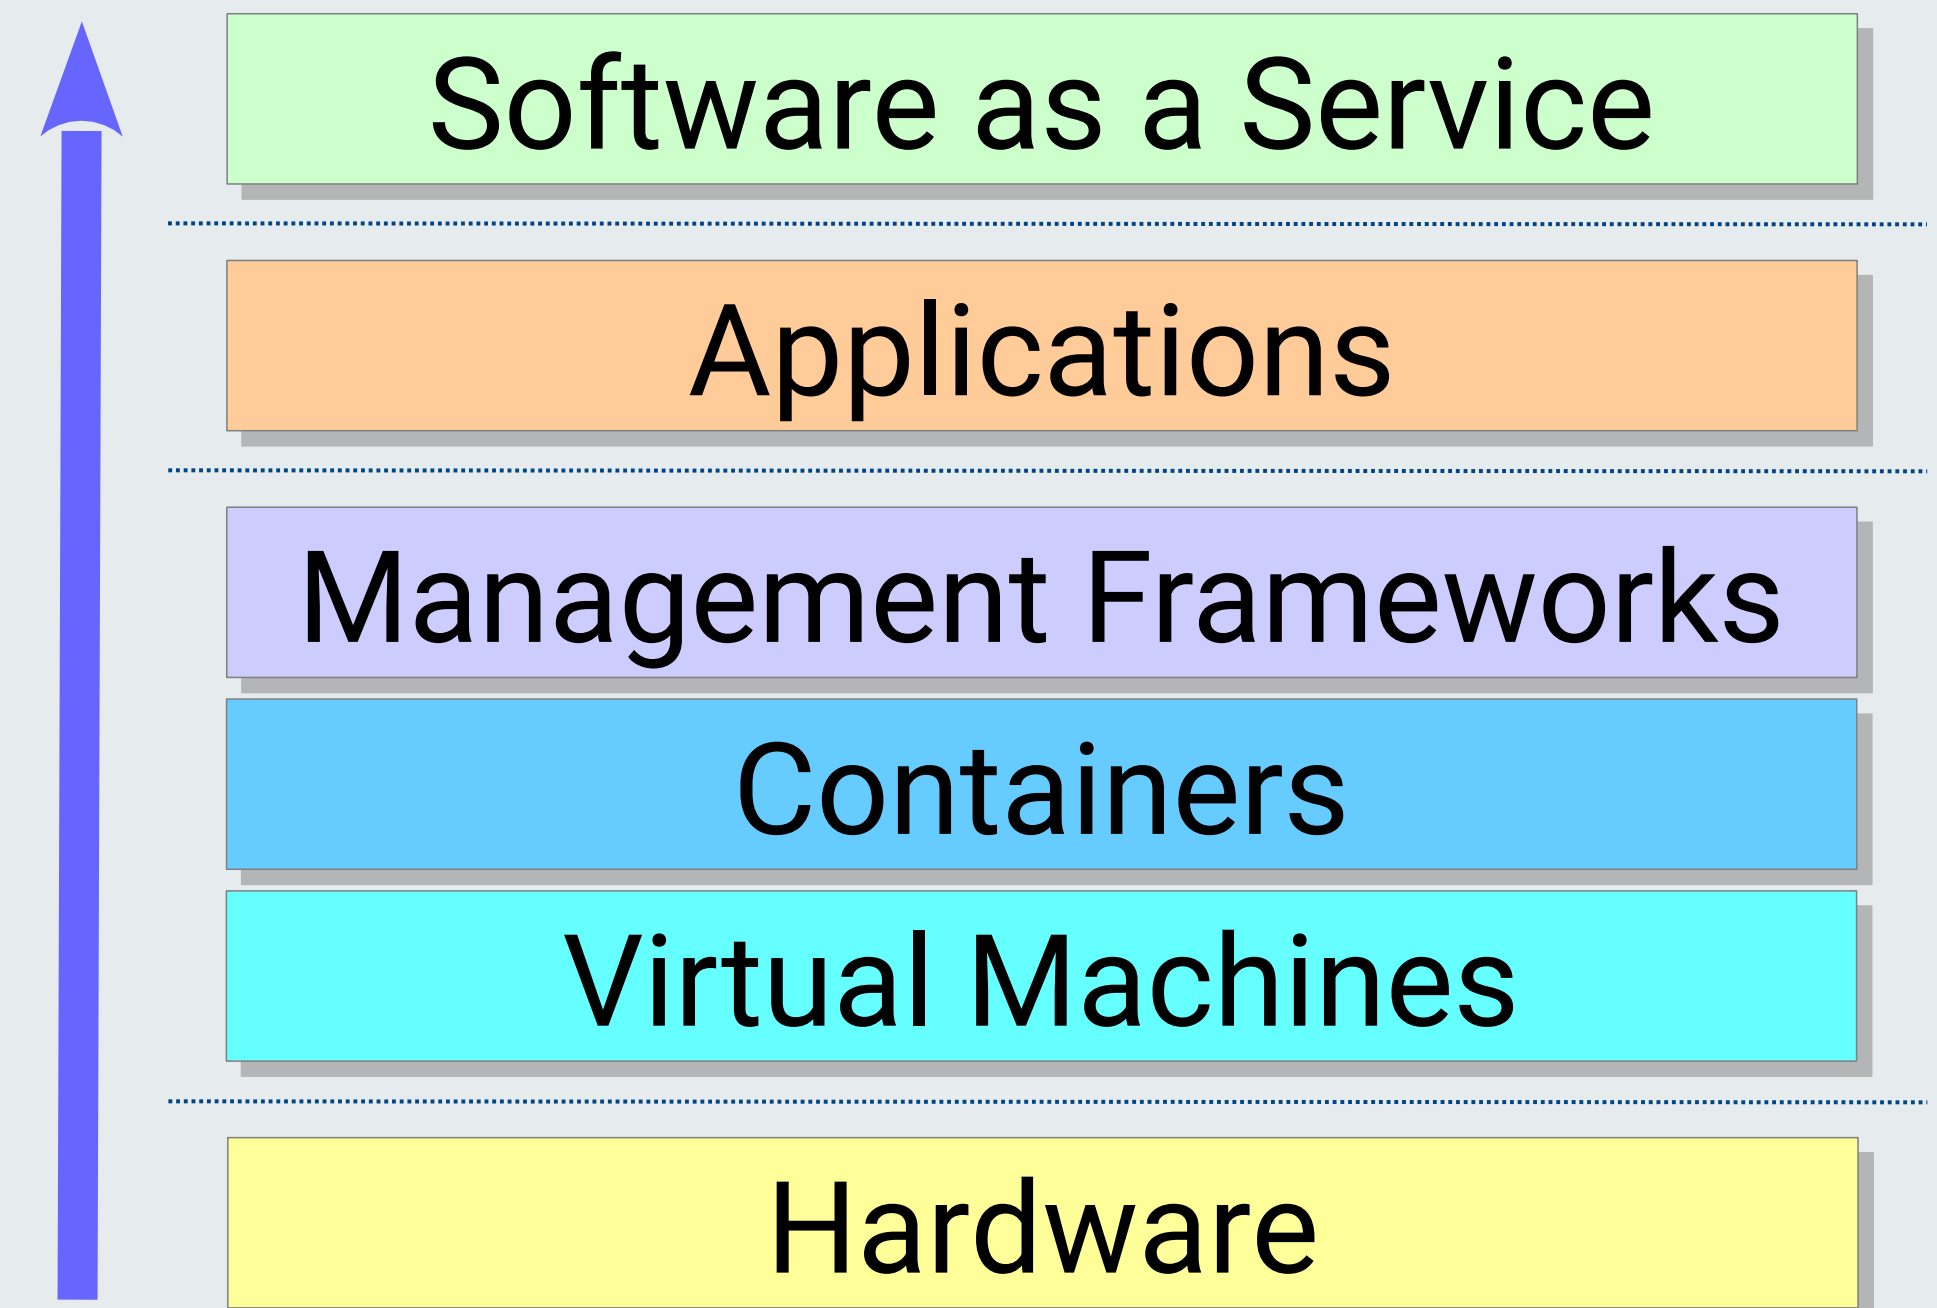 Software as a Service
Applications
Management Frameworks
Containers
Virtual Machines
Hardware